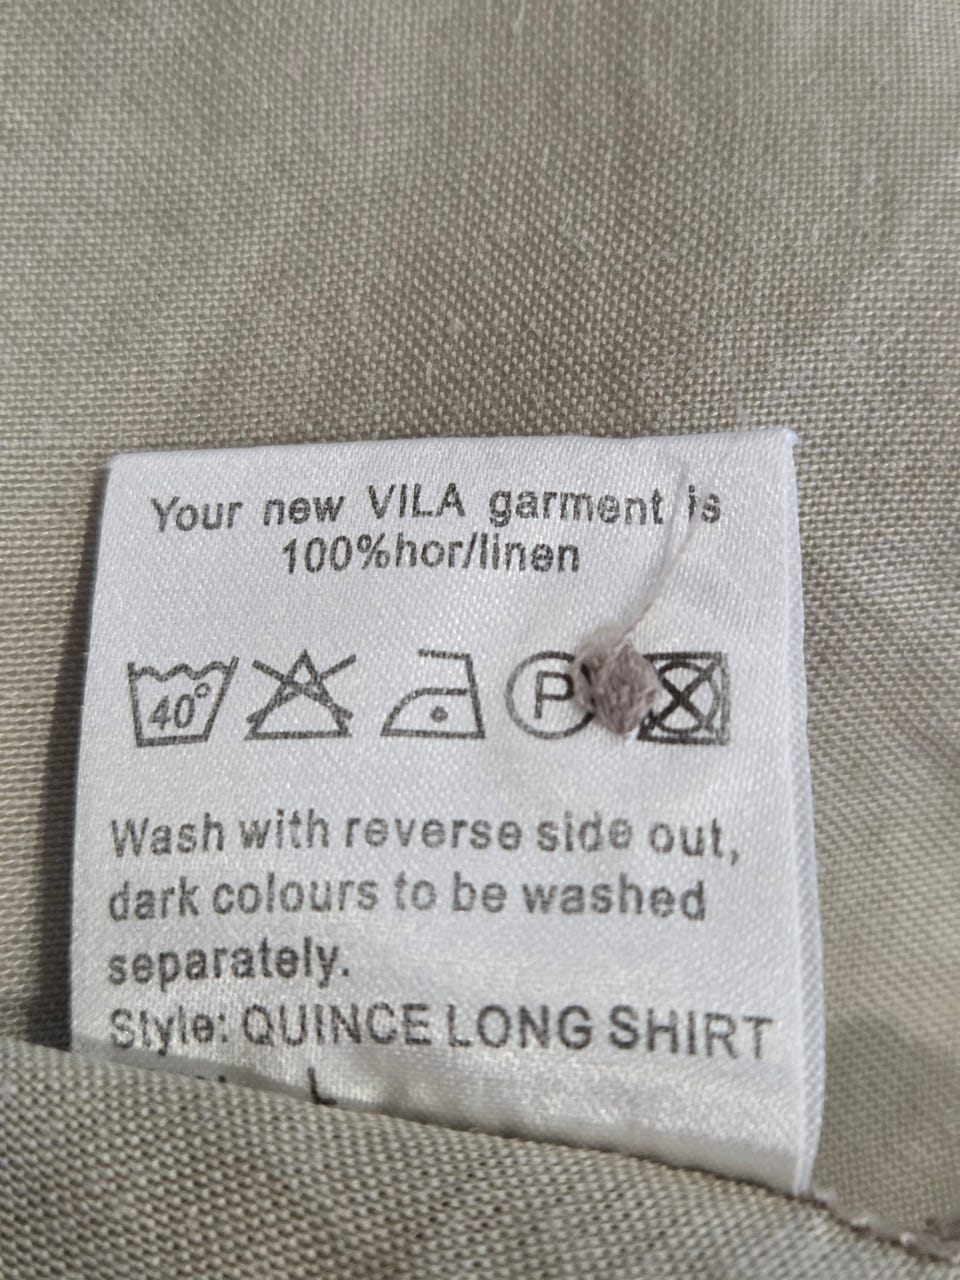 Your new VILA garment is
100%hor/linen
40° P
Wash with reverse side out,
dark colours to be washed
separately.
Style: QUINCE LONG SHIRT
L